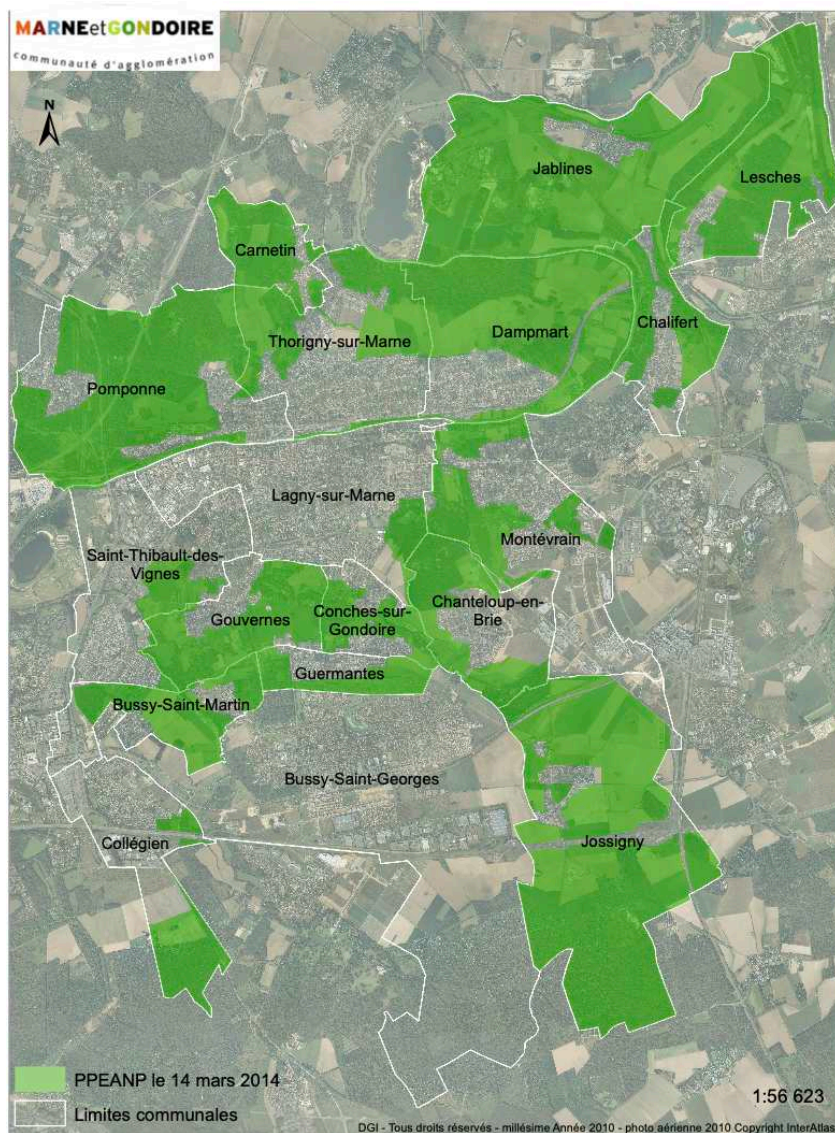 MARNEetGONDOIRE
communauté d'agglomération
N
Jablines
Lesches
Carnetin
Thorigny-sur-Marne
Dampmart
Chalifert
Pomponne
Lagny-sur-Marne
Montévrain
Saint-Thibault-des-
Vignes
Gouvernes
Conches-sur-
Gondoire
Chanteloup-en-
Brie
Guermantes
Bussy-Saint-Martin
Bussy-Saint-Georges
Collégien
Jossigny
PPEANP le 14 mars 2014
Limites communales
1:56 623
DGI - Tous droits réservés - millésime Année 2010 - photo aérienne 2010 Copyright InterAtlas